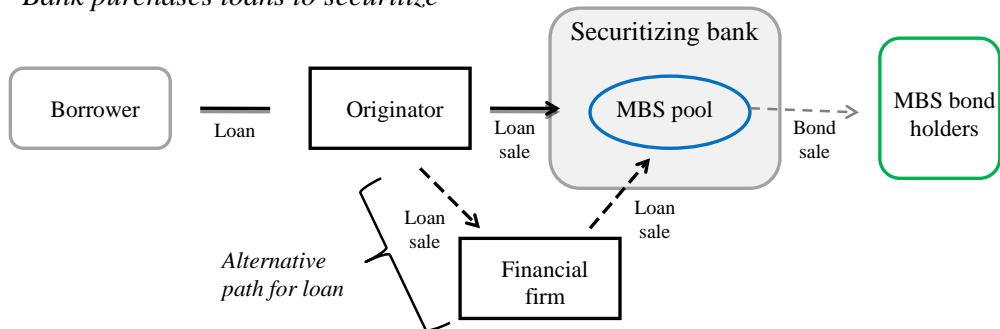 Bank purchases loans to securitize
Securitizing bank
Borrower
Originator
MBS pool
MBS bond
holders
Loan
Loan
sale
Bond
sale
Loan
sale
Loan
sale
Alternative
path for loan
Financial
firm